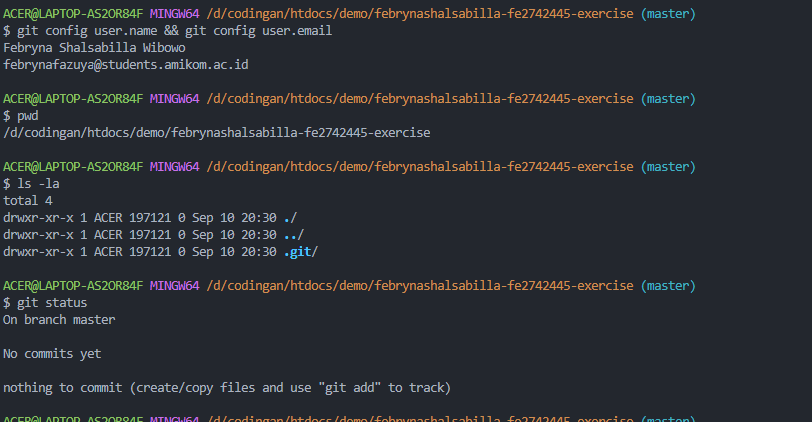 ACER@LAPTOP-AS2OR84F MINGW64 /d/codingan/htdocs/demo/febrynashalsabilla-fe2742445-exercise (master)
$ git config user.name && git config user.email
Febryna Shalsabilla Wibowo
febrynafazuya@students.amikom.ac.id

ACER@LAPTOP-AS2OR84F MINGW64 /d/codingan/htdocs/demo/febrynashalsabilla-fe2742445-exercise (master)
$ pwd
/d/codingan/htdocs/demo/febrynashalsabilla-fe2742445-exercise

ACER@LAPTOP-AS2OR84F MINGW64 /d/codingan/htdocs/demo/febrynashalsabilla-fe2742445-exercise (master)
$ ls -la
total 4
drwxr-xr-x 1 ACER 197121 0 Sep 10 20:30 ./
drwxr-xr-x 1 ACER 197121 0 Sep 10 20:30 ../
drwxr-xr-x 1 ACER 197121 0 Sep 10 20:30 .git/

ACER@LAPTOP-AS2OR84F MINGW64 /d/codingan/htdocs/demo/febrynashalsabilla-fe2742445-exercise (master)
$ git status
On branch master

No commits yet

nothing to commit (create/copy files and use "git add" to track)

ACER@LAPTOP-AS2OR84F MINGW64 /d/codingan/htdocs/demo/febrynashalsabilla-fe2742445-exercise (master)